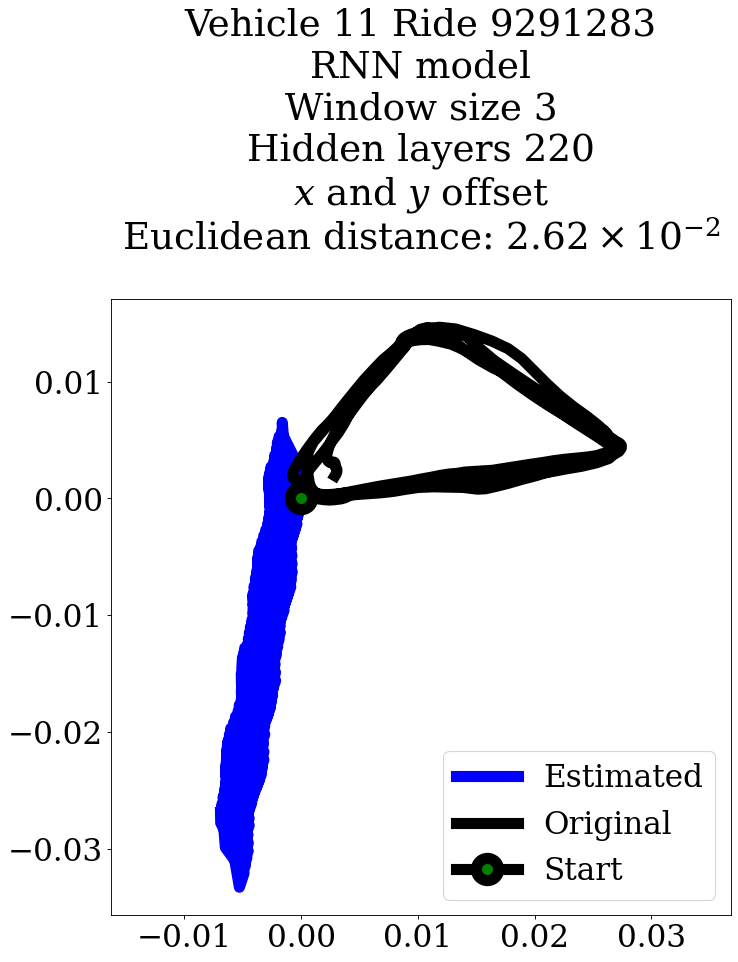 Vehicle 11 Ride 9291283
RNN model
Window size 3
Hidden layers 220
x and y offset
Euclidean distance: 2.62 × 10⁻²
0.01
0.00
−0.01
−0.02
−0.03
Estimated
Original
Start
−0.01 0.00 0.01 0.02 0.03